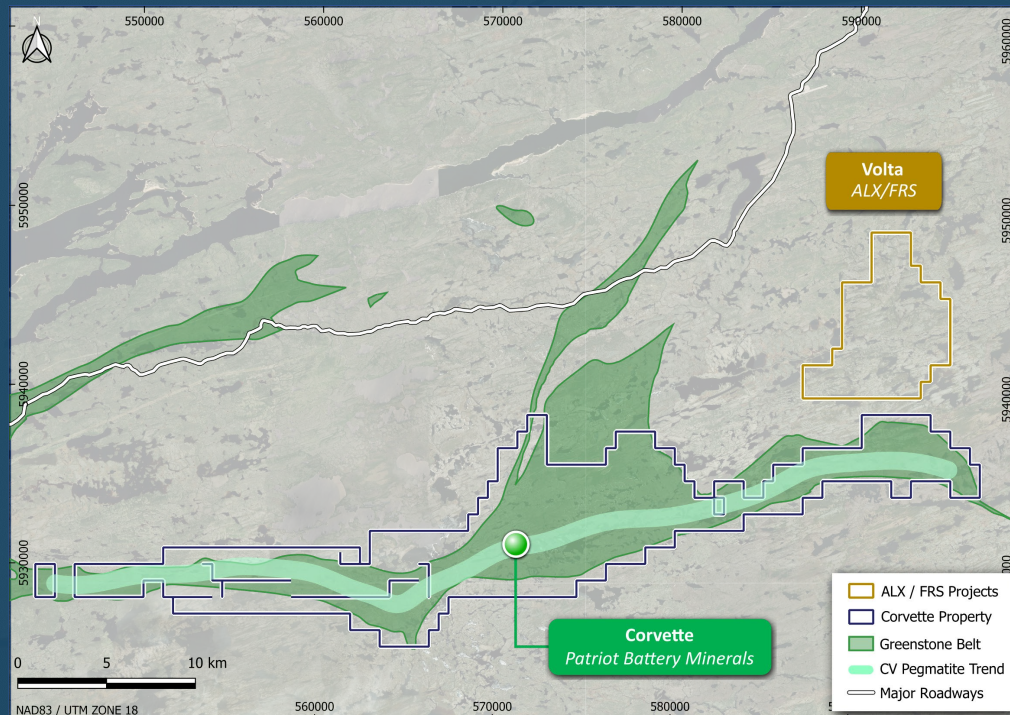 N
550000
560000
570000
580000
590000
5960000
5950000
5950000
5940000
5940000
5930000
Volta
ALX/FRS
Corvette
Patriot Battery Minerals
ALX / FRS Projects
Corvette Property
Greenstone Belt
CV Pegmatite Trend
Major Roadways
0 5 10 km
NAD83 / UTM ZONE 18
560000
570000
580000